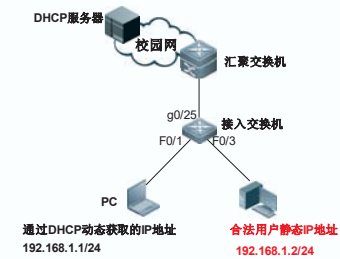 DHCP服务器
校园网
汇聚交换机
g0/25
接入交换机
F0/1
F0/3
PC
通过DHCP动态获取的IP地址
192.168.1.1/24
合法用户静态IP地址
192.168.1.2/24